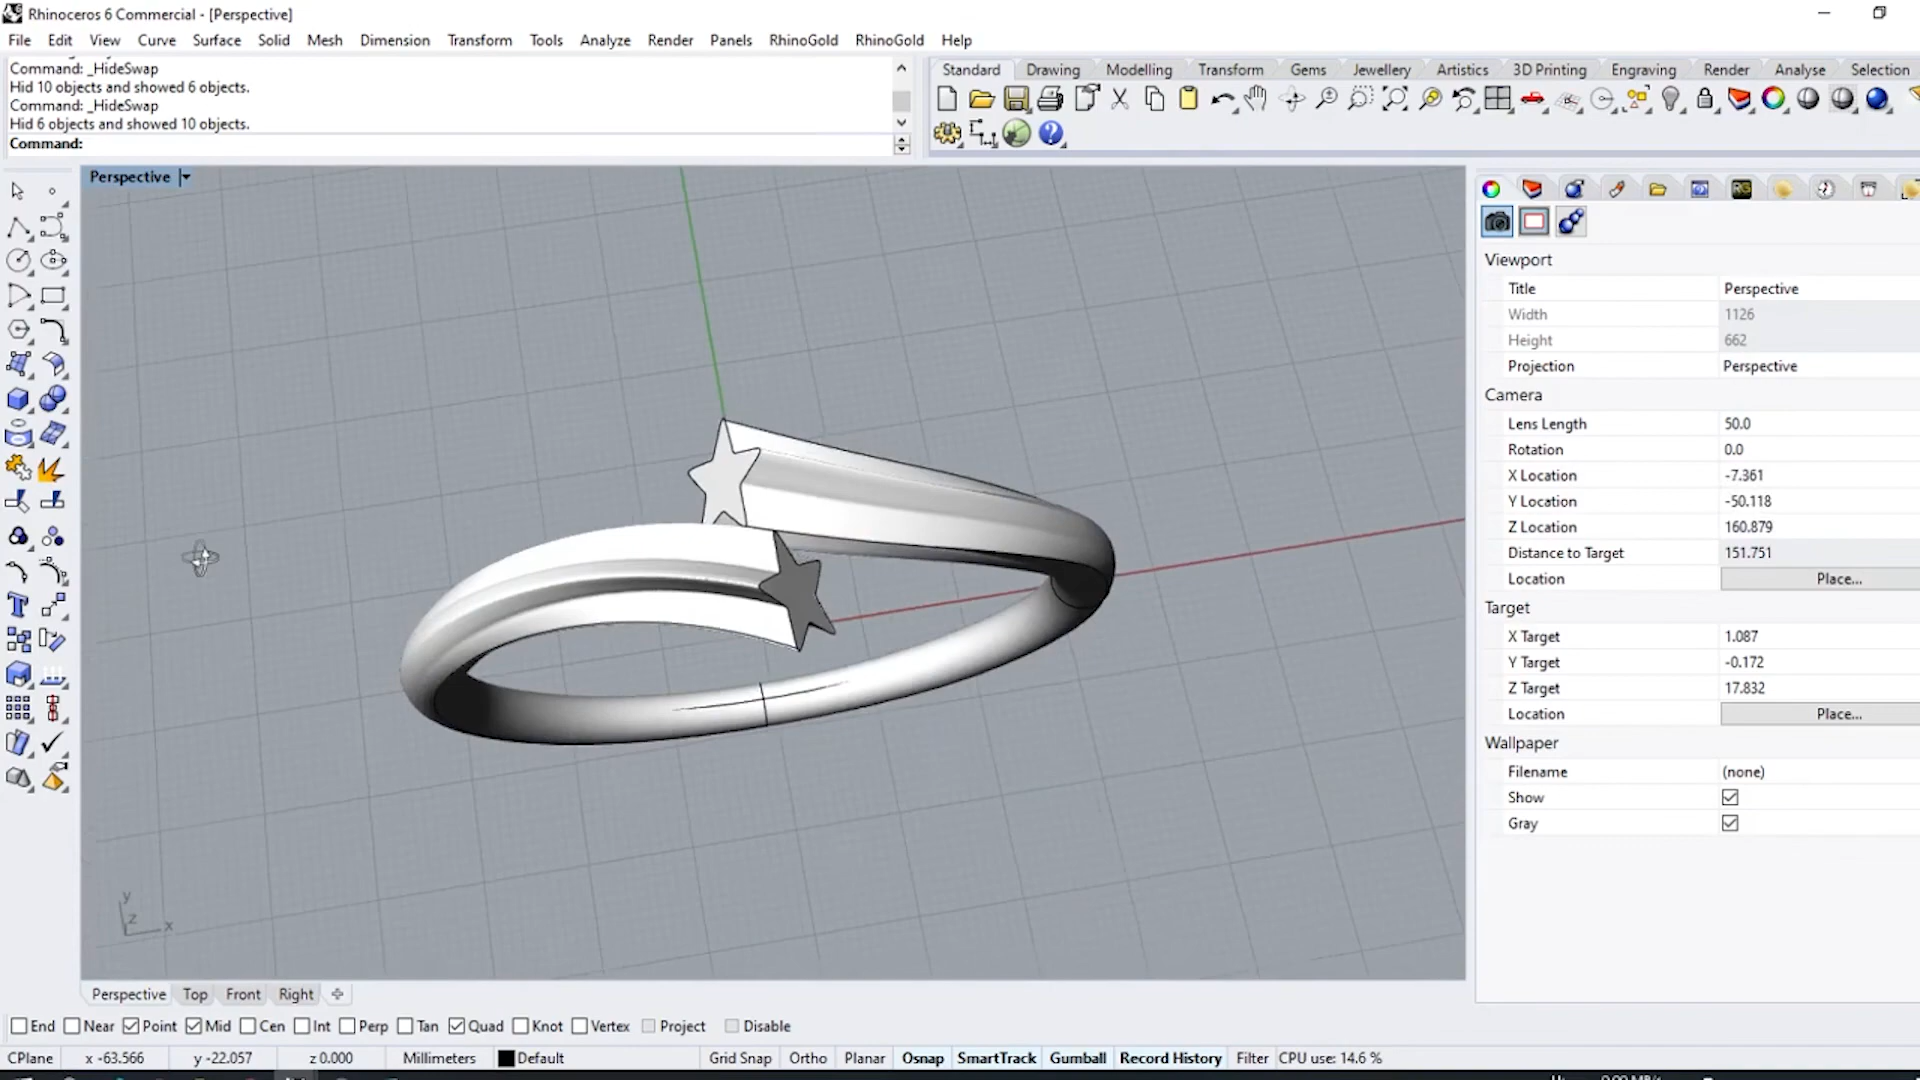 Rhinoceros 6 Commercial - [Perspective]
File Edit View Curve Surface Solid Mesh Dimension Transform Tools Analyze Render Panels RhinoGold RhinoGold Help
Command: _HideSwap
Hid 10 objects and showed 6 objects.
Command: _HideSwap
Hid 6 objects and showed 10 objects.
Command:
Standard Drawing Modelling Transform Gems Jewellery Artistics 3D Printing Engraving Render Analyse Selection
Perspective
RG
Viewport
Title Perspective
Width 1126
Height 662
Projection Perspective
Camera
Lens Length 50.0
Rotation 0.0
X Location -7.361
Y Location -50.118
Z Location 160.879
Distance to Target 151.751
Location Place...
Target
X Target 1.087
Y Target -0.172
Z Target 17.832
Location Place...
Wallpaper
Filename (none)
Show
Gray
y
z
x
Perspective Top Front Right
End Near Point Mid Cen Int Perp Tan Quad Knot Vertex Project Disable
CPlane x -63.566 y -22.057 z 0.000 Millimeters Default Grid Snap Ortho Planar Osnap SmartTrack Gumball Record History Filter CPU use: 14.6 %